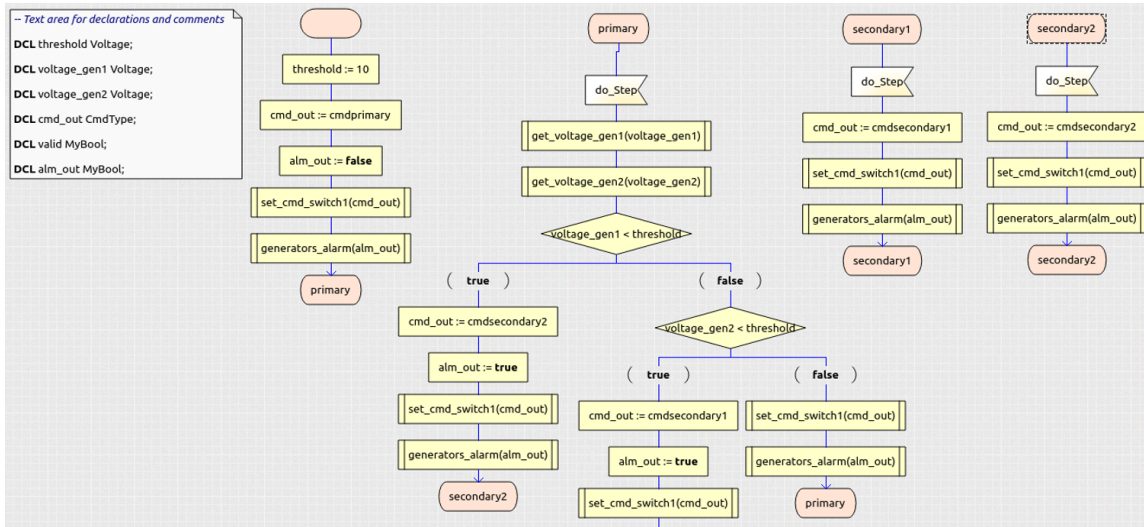 -- Text area for declarations and comments
DCL threshold Voltage;
DCL voltage_gen1 Voltage;
DCL voltage_gen2 Voltage;
DCL cmd_out CmdType;
DCL valid MyBool;
DCL alm_out MyBool;
threshold := 10
cmd_out := cmdprimary
alm_out := false
set_cmd_switch1(cmd_out)
generators_alarm(alm_out)
primary
primary
do_Step
get_voltage_gen1(voltage_gen1)
get_voltage_gen2(voltage_gen2)
voltage_gen1 < threshold
( true )
cmd_out := cmdsecondary2
alm_out := true
set_cmd_switch1(cmd_out)
generators_alarm(alm_out)
secondary2
( false )
voltage_gen2 < threshold
( true )
cmd_out := cmdsecondary1
alm_out := true
set_cmd_switch1(cmd_out)
( false )
set_cmd_switch1(cmd_out)
generators_alarm(alm_out)
primary
secondary1
do_Step
cmd_out := cmdsecondary1
set_cmd_switch1(cmd_out)
generators_alarm(alm_out)
secondary1
secondary2
do_Step
cmd_out := cmdsecondary2
set_cmd_switch1(cmd_out)
generators_alarm(alm_out)
secondary2